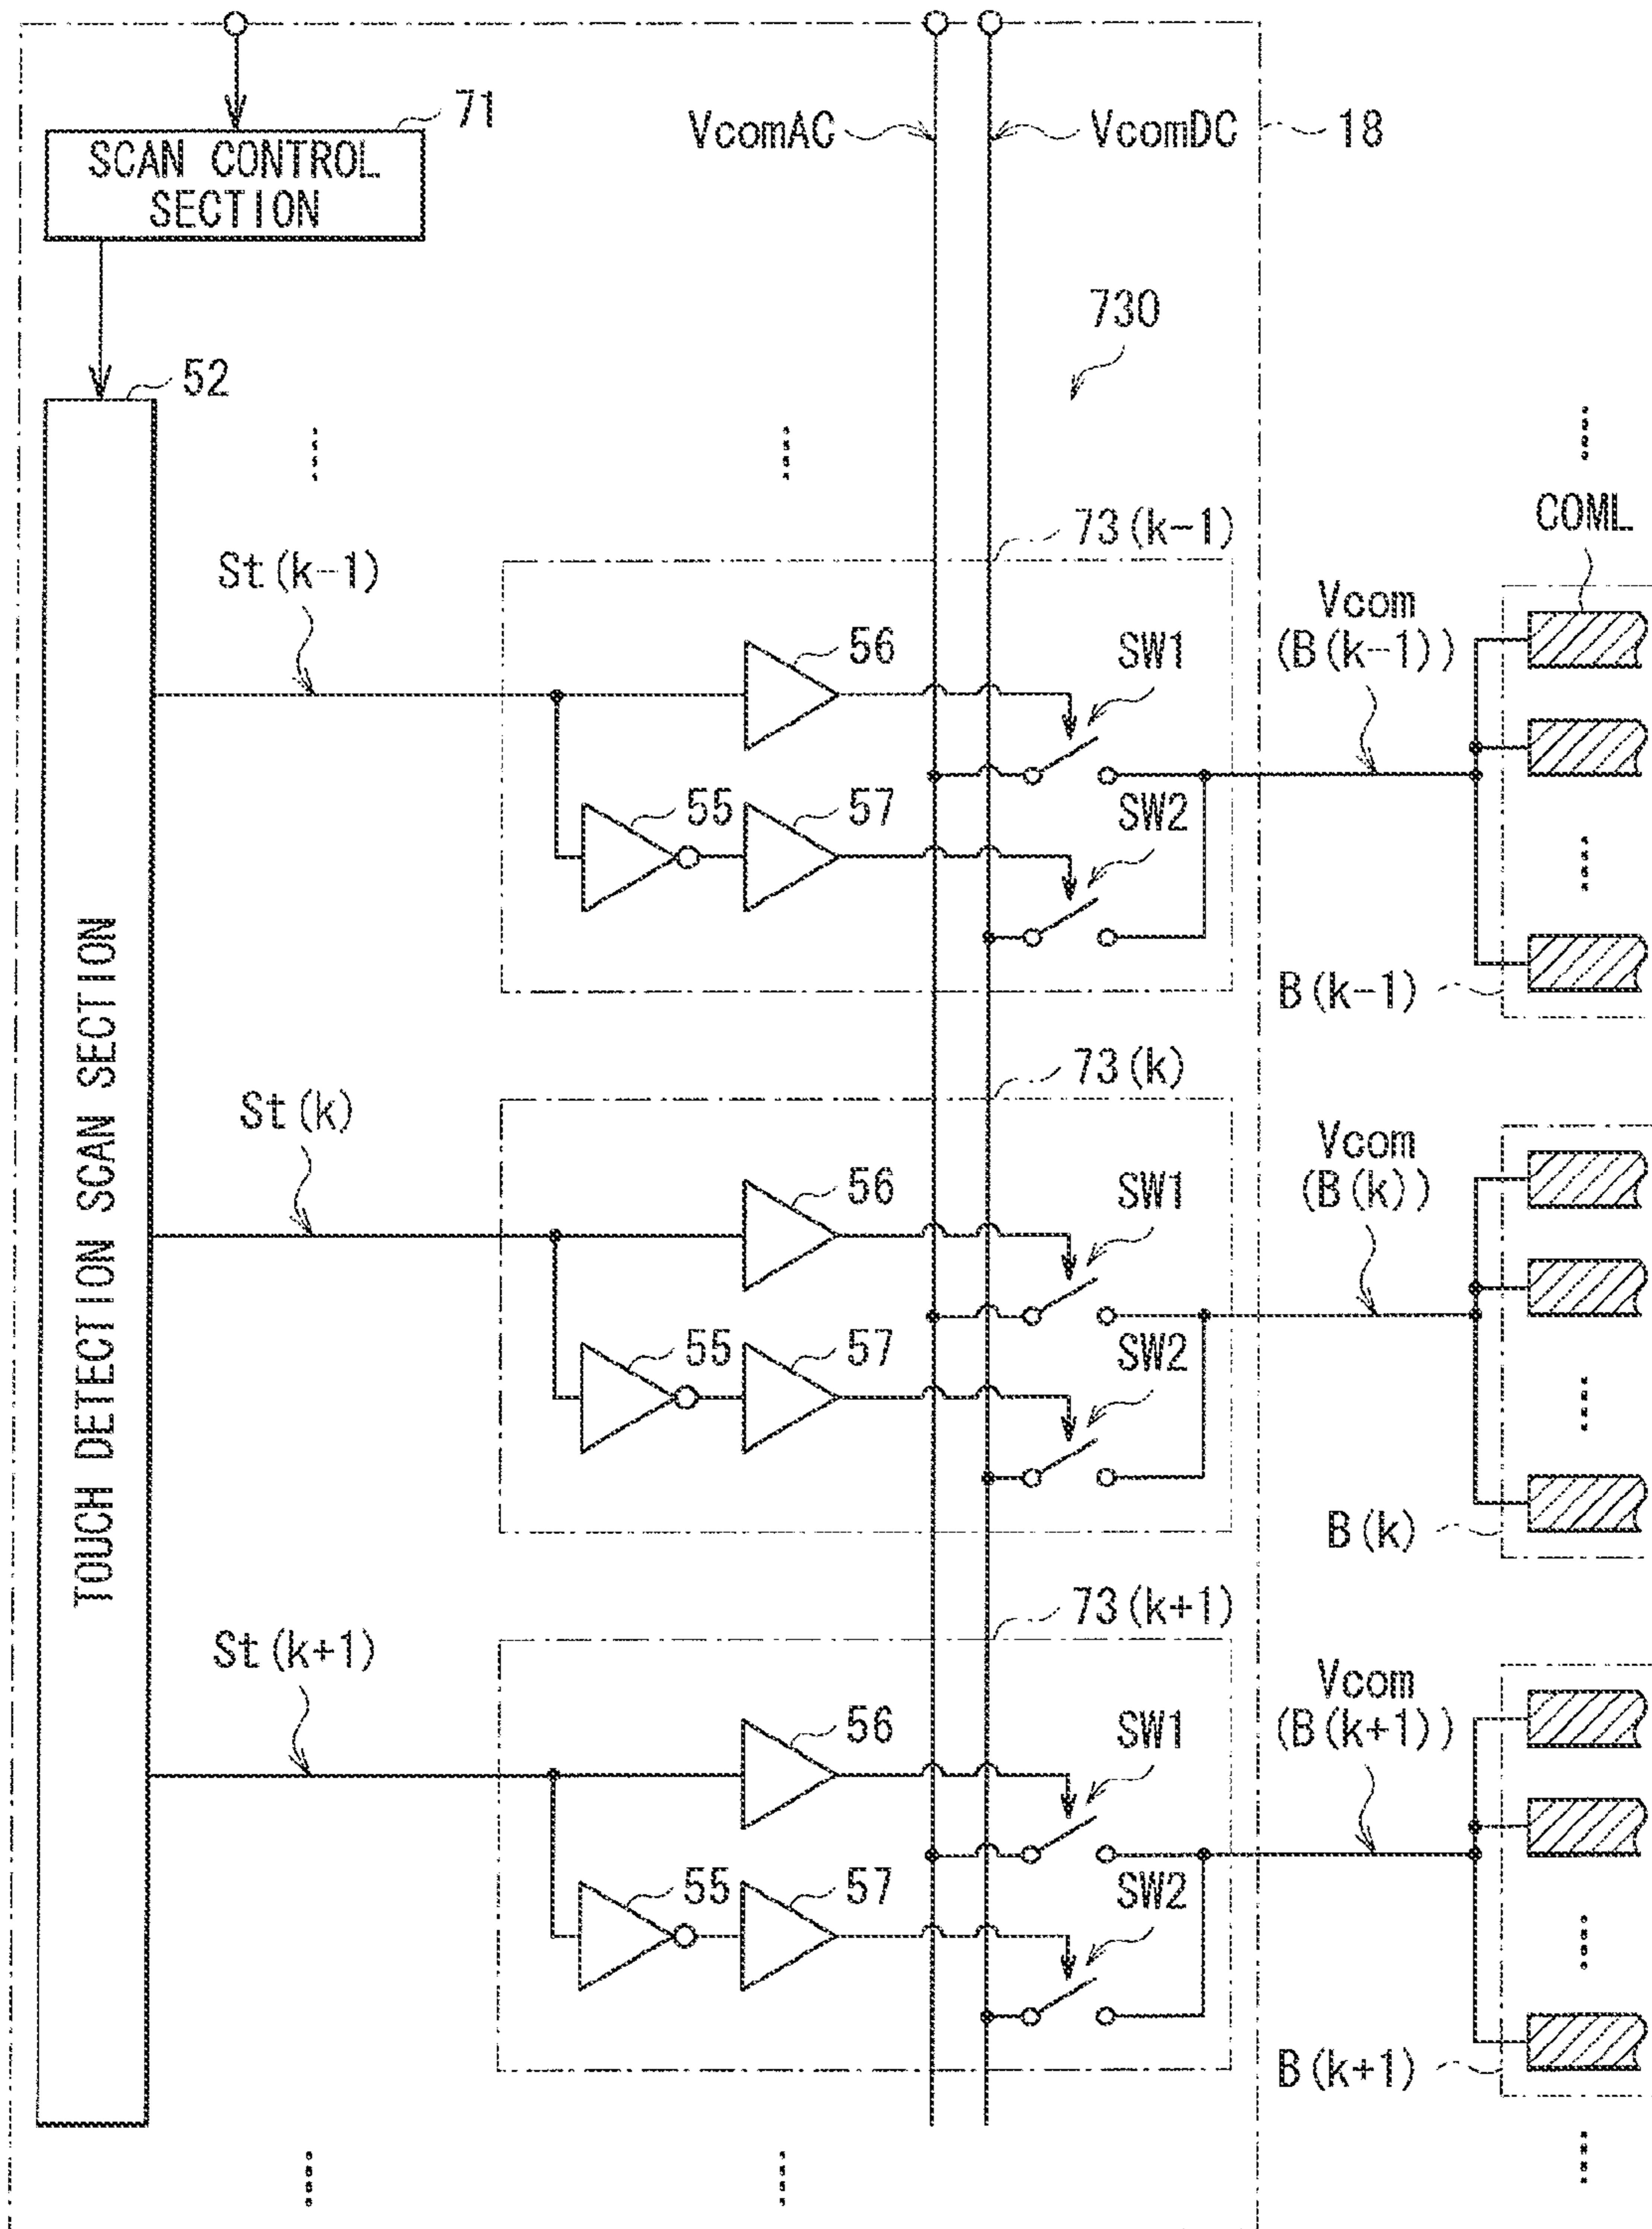 71
VcomAC
VcomDC
18
SCAN CONTROL
SECTION
730
52
COML
73(k-1)
St(k-1)
Vcom
(B(k-1))
56
SW1
55
57
SW2
B(k-1)
TOUCH DETECTION SCAN SECTION
73(k)
St(k)
Vcom
(B(k))
56
SW1
55
57
SW2
B(k)
73(k+1)
St(k+1)
Vcom
(B(k+1))
56
SW1
55
57
SW2
B(k+1)